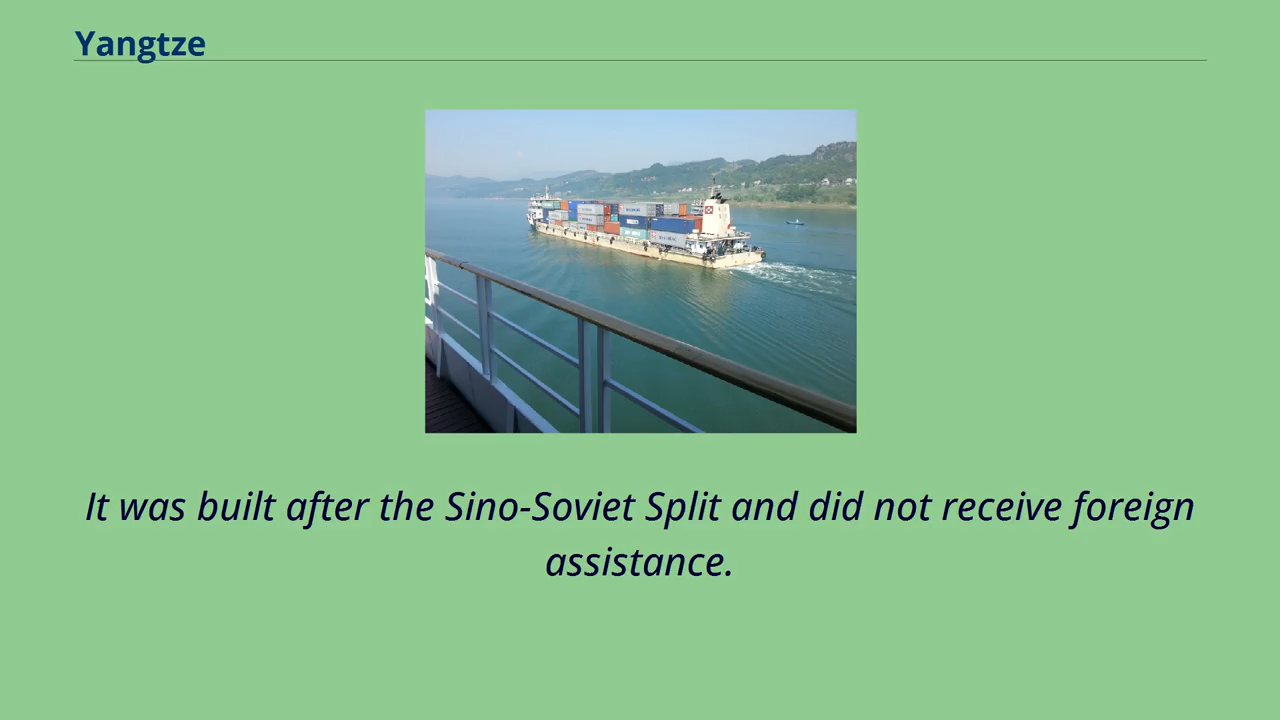 Yangtze
It was built after the Sino-Soviet Split and did not receive foreign
assistance.